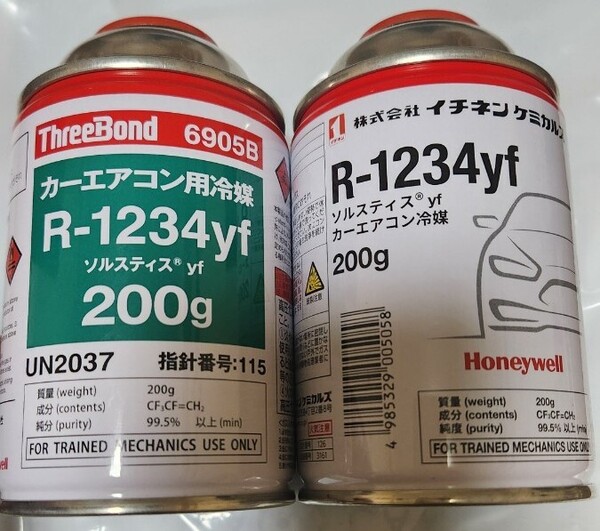 ThreeBond 6905B
カーエアコン用冷媒
R-1234yf
ソルスティス® yf
200g
UN2037 指針番号:115
質量 (weight) 200g
成分 (contents) CF₃CF=CH₂
純分 (purity) 99.5% 以上 (min)
FOR TRAINED MECHANICS USE ONLY
株式会社 イチネンケミカルズ
R-1234yf
ソルスティス® yf
カーエアコン冷媒
200g
4 985329 005058
Honeywell
質量 (weight) 200g
成分 (contents) CF₃CF=CH₂
純度 (purity) 99.5% 以上 (min
FOR TRAINED MECHANICS USE ONLY